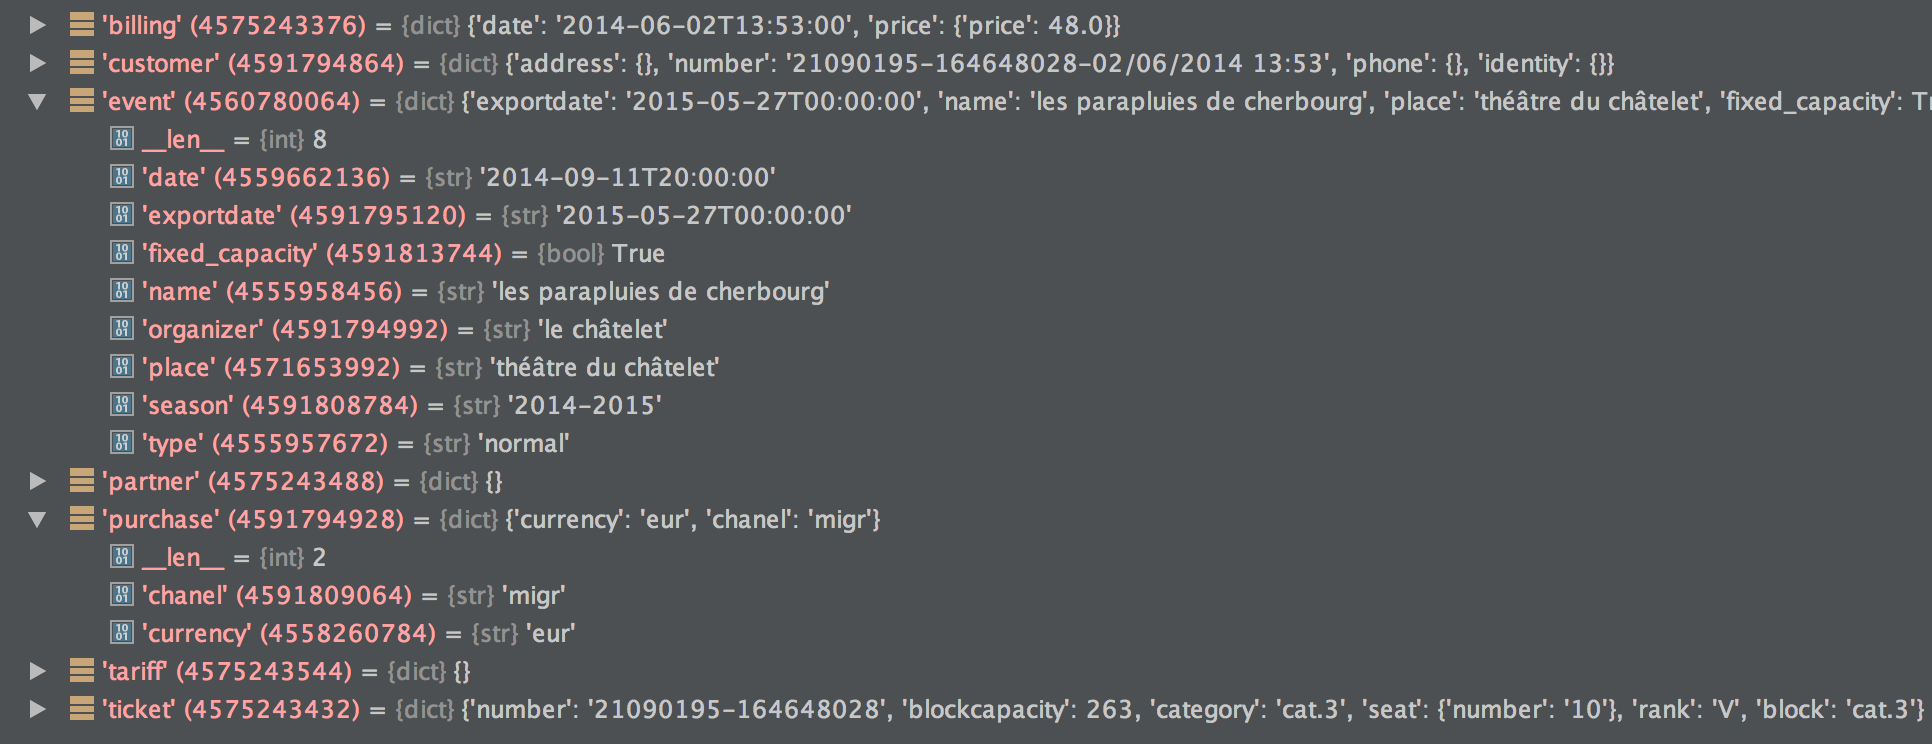 'billing' (4575243376) = {dict} {'date': '2014-06-02T13:53:00', 'price': {'price': 48.0}}
'customer' (4591794864) = {dict} {'address': {}, 'number': '21090195-164648028-02/06/2014 13:53', 'phone': {}, 'identity': {}}
'event' (4560780064) = {dict} {'exportdate': '2015-05-27T00:00:00', 'name': 'les parapluies de cherbourg', 'place': 'théâtre du châtelet', 'fixed_capacity': Tr
__len__ = {int} 8
'date' (4559662136) = {str} '2014-09-11T20:00:00'
'exportdate' (4591795120) = {str} '2015-05-27T00:00:00'
'fixed_capacity' (4591813744) = {bool} True
'name' (4555958456) = {str} 'les parapluies de cherbourg'
'organizer' (4591794992) = {str} 'le châtelet'
'place' (4571653992) = {str} 'théâtre du châtelet'
'season' (4591808784) = {str} '2014-2015'
'type' (4555957672) = {str} 'normal'
'partner' (4575243488) = {dict} {}
'purchase' (4591794928) = {dict} {'currency': 'eur', 'chanel': 'migr'}
__len__ = {int} 2
'chanel' (4591809064) = {str} 'migr'
'currency' (4558260784) = {str} 'eur'
'tariff' (4575243544) = {dict} {}
'ticket' (4575243432) = {dict} {'number': '21090195-164648028', 'blockcapacity': 263, 'category': 'cat.3', 'seat': {'number': '10'}, 'rank': 'V', 'block': 'cat.3'}